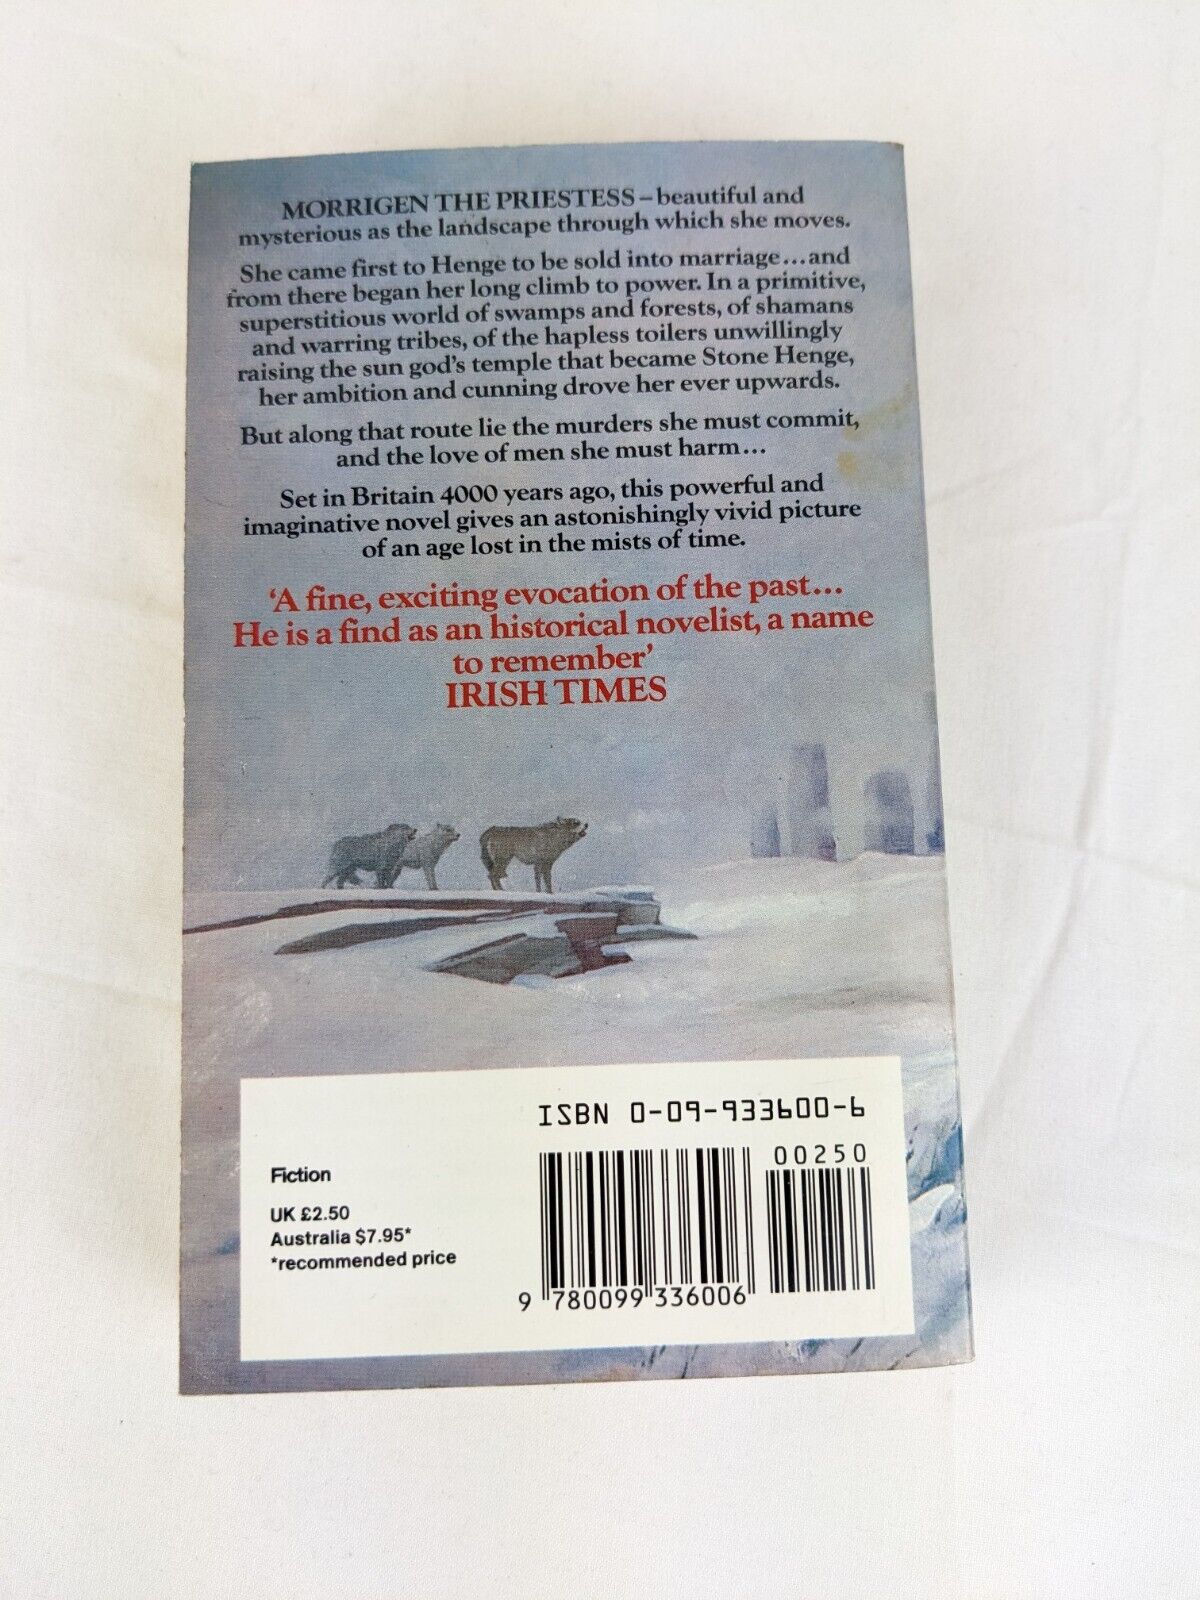 MORRIGEN THE PRIESTESS – beautiful and
mysterious as the landscape through which she moves.
She came first to Henge to be sold into marriage...and
from there began her long climb to power. In a primitive,
superstitious world of swamps and forests, of shamans
and warring tribes, of the hapless toilers unwillingly
raising the sun god's temple that became Stone Henge,
her ambition and cunning drove her ever upwards.
But along that route lie the murders she must commit,
and the love of men she must harm...
Set in Britain 4000 years ago, this powerful and
imaginative novel gives an astonishingly vivid picture
of an age lost in the mists of time.
'A fine, exciting evocation of the past...
He is a find as an historical novelist, a name
to remember'
IRISH TIMES
ISBN 0-09-933600-6
00250
Fiction
UK £2.50
Australia $7.95*
*recommended price
9 780099 336006